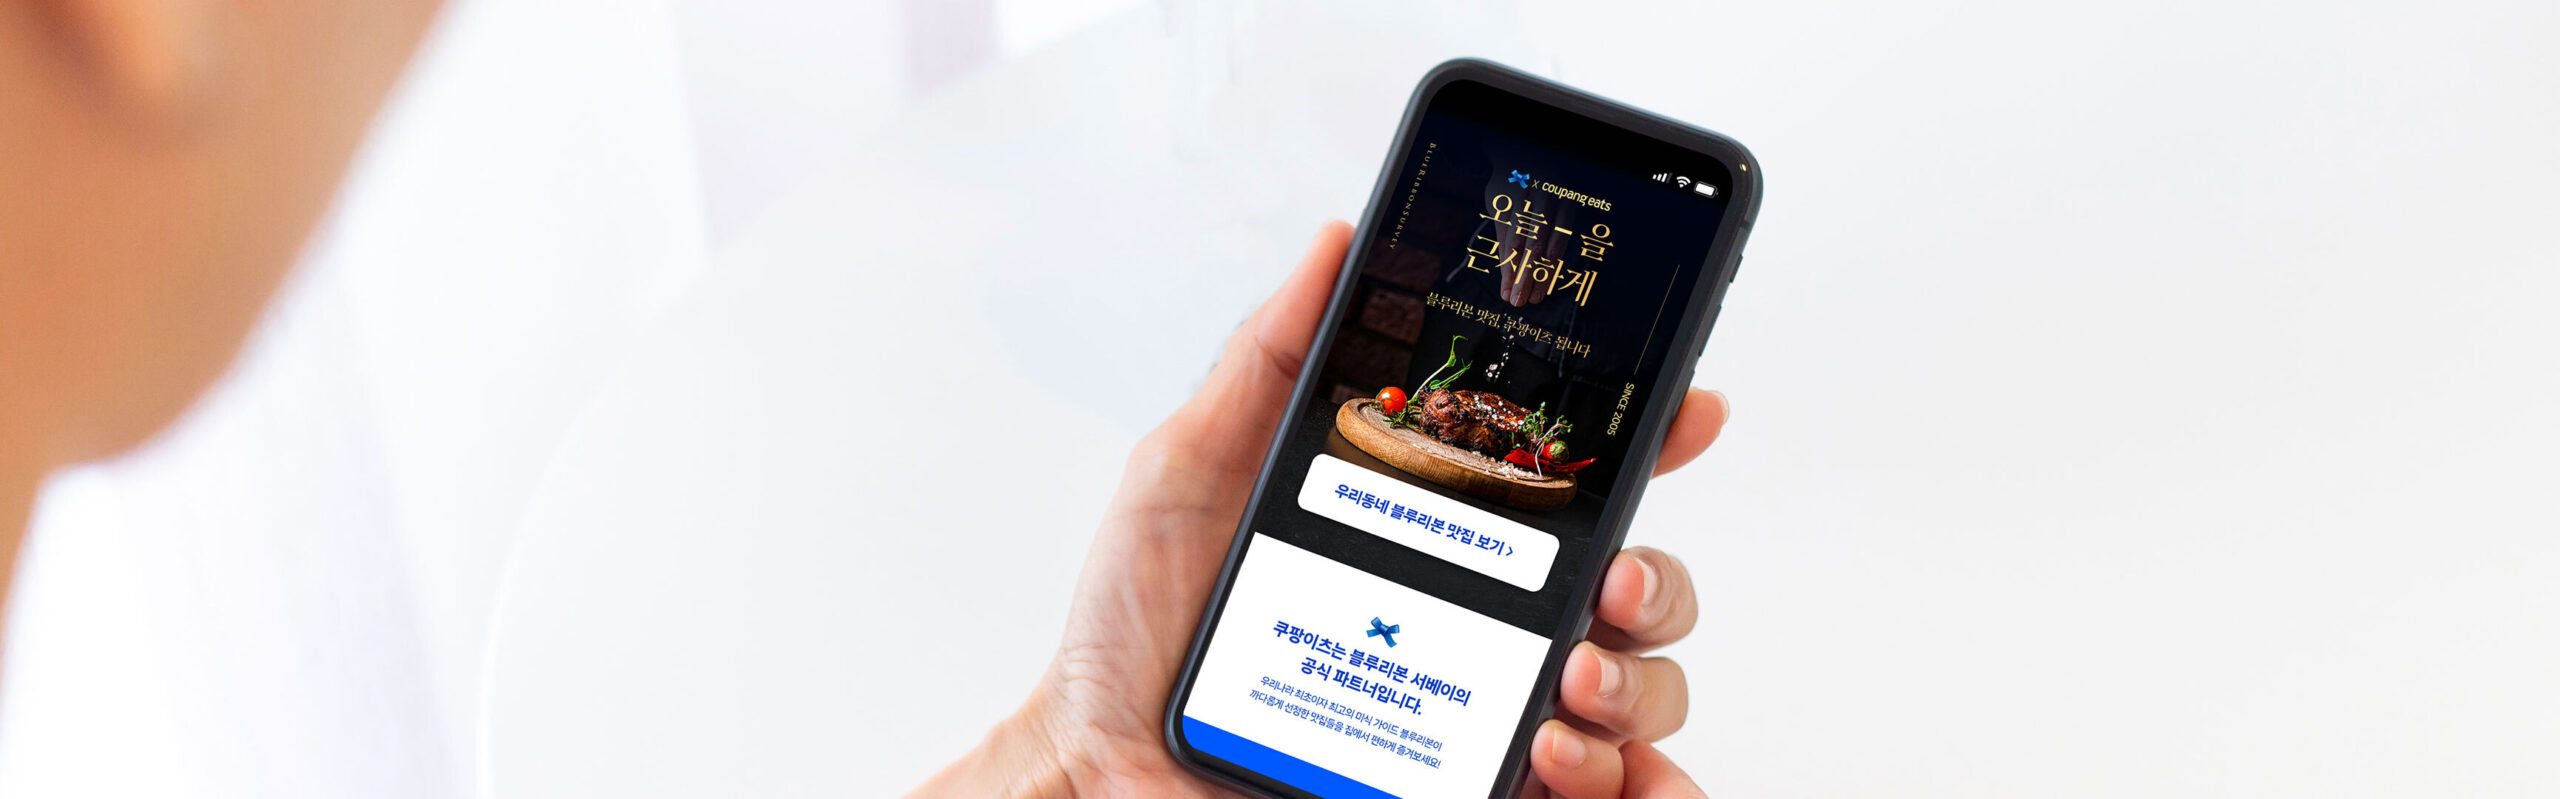 BLUE RIBBON SURVEY
X coupang eats
오늘 - 을
근사하게
블루리본 맛집, 쿠팡이츠 됩니다
SINCE 2005
우리동네 블루리본 맛집 보기 >
쿠팡이츠는 블루리본 서베이의
공식 파트너입니다.
우리나라 최초이자 최고의 미식 가이드 블루리본이
까다롭게 선정한 맛집들을 집에서 편하게 즐겨보세요!